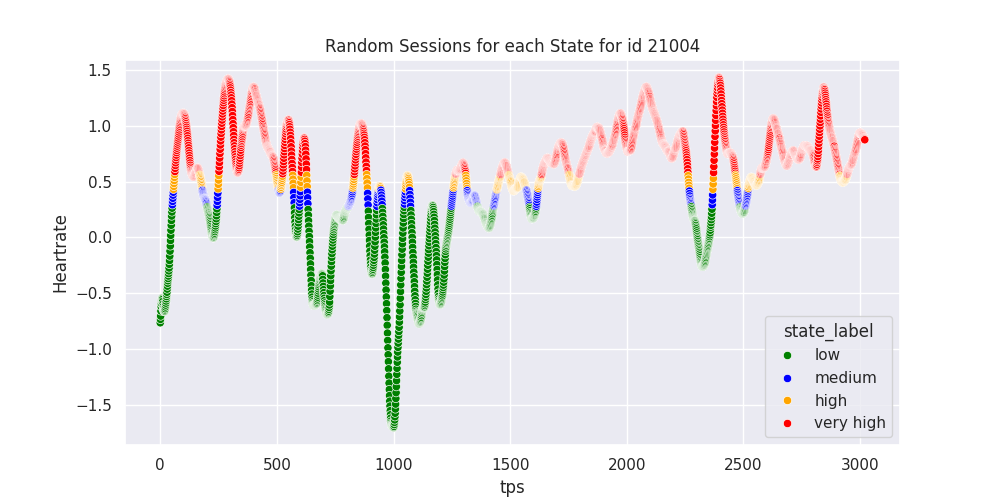 Random Sessions for each State for id 21004
Heartrate
1.5
1.0
0.5
0.0
−0.5
−1.0
−1.5
state_label
low
medium
high
very high
0 500 1000 1500 2000 2500 3000
tps